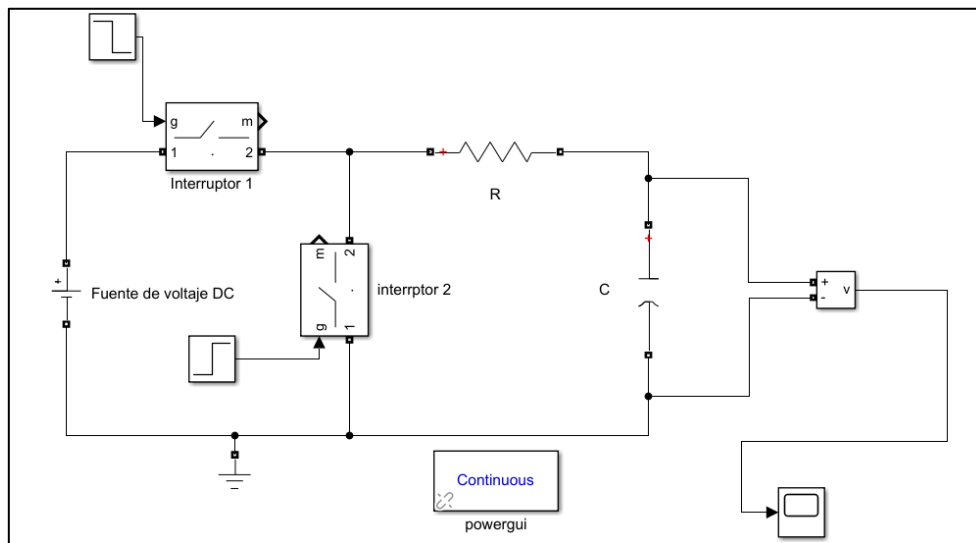 g
m
1
2
Interruptor 1
R
m
2
interrptor 2
g
1
Fuente de voltaje DC
+
C
+
-
v
Continuous
powergui